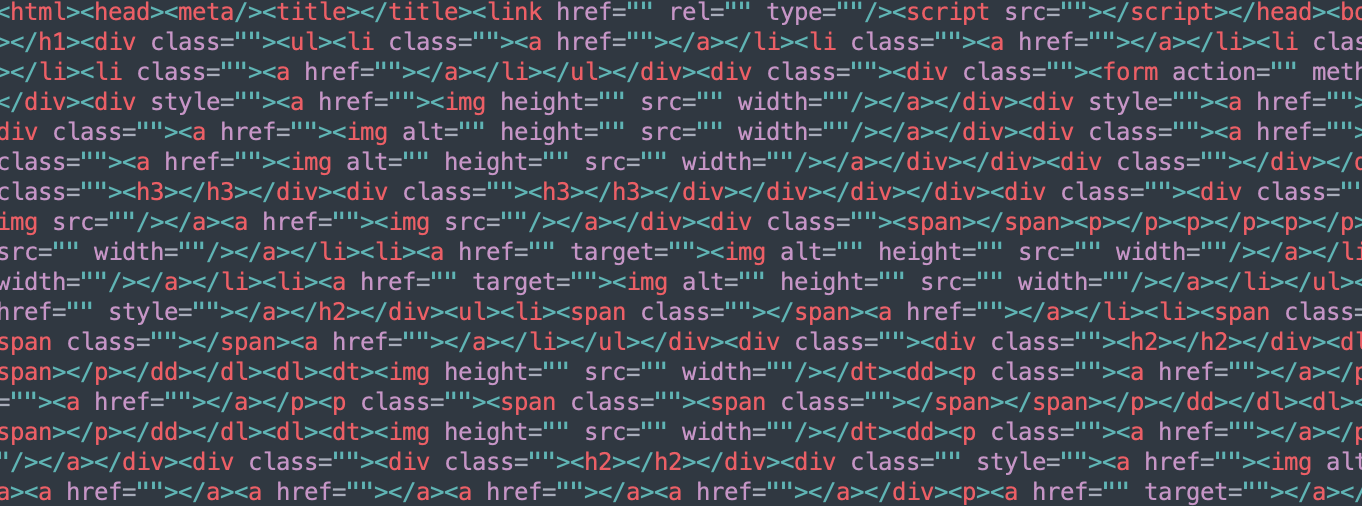 <html><head><meta/><title></title><link href="" rel="" type=""/><script src=""></script></head><bo
></h1><div class=""><ul><li class=""><a href=""></a></li><li class=""><a href=""></a></li><li clas
></li><li class=""><a href=""></a></li></ul></div><div class=""><div class=""><form action="" meth
</div><div style=""><a href=""><img height="" src="" width=""/></a></div><div style=""><a href="">
div class=""><a href=""><img alt="" height="" src="" width=""/></a></div><div class=""><a href="">
class=""><a href=""><img alt="" height="" src="" width=""/></a></div></div><div class=""></div></d
class=""><h3></h3></div><div class=""><h3></h3></div></div></div></div><div class=""><div class=""
img src=""/></a><a href=""><img src=""/></a></div><div class=""><span></span><p></p><p></p><p></p>
src="" width=""/></a></li><li><a href="" target=""><img alt="" height="" src="" width=""/></a></li
width=""/></a></li><li><a href="" target=""><img alt="" height="" src="" width=""/></a></li></ul><
href="" style=""></a></h2></div><ul><li><span class=""></span><a href=""></a></li><li><span class=
span class=""></span><a href=""></a></li></ul></div><div class=""><div class=""><h2></h2></div><dl
span></p></dd></dl><dl><dt><img height="" src="" width=""/></dt><dd><p class=""><a href=""></a></p
=""><a href=""></a></p><p class=""><span class=""><span class=""></span></span></p></dd></dl><dl><
span></p></dd></dl><dl><dt><img height="" src="" width=""/></dt><dd><p class=""><a href=""></a></p
"/></a></div><div class=""><div class=""><h2></h2></div><div class="" style=""><a href=""><img alt
a><a href=""></a><a href=""></a><a href=""></a><a href=""></a></div><p><a href="" target=""></a></